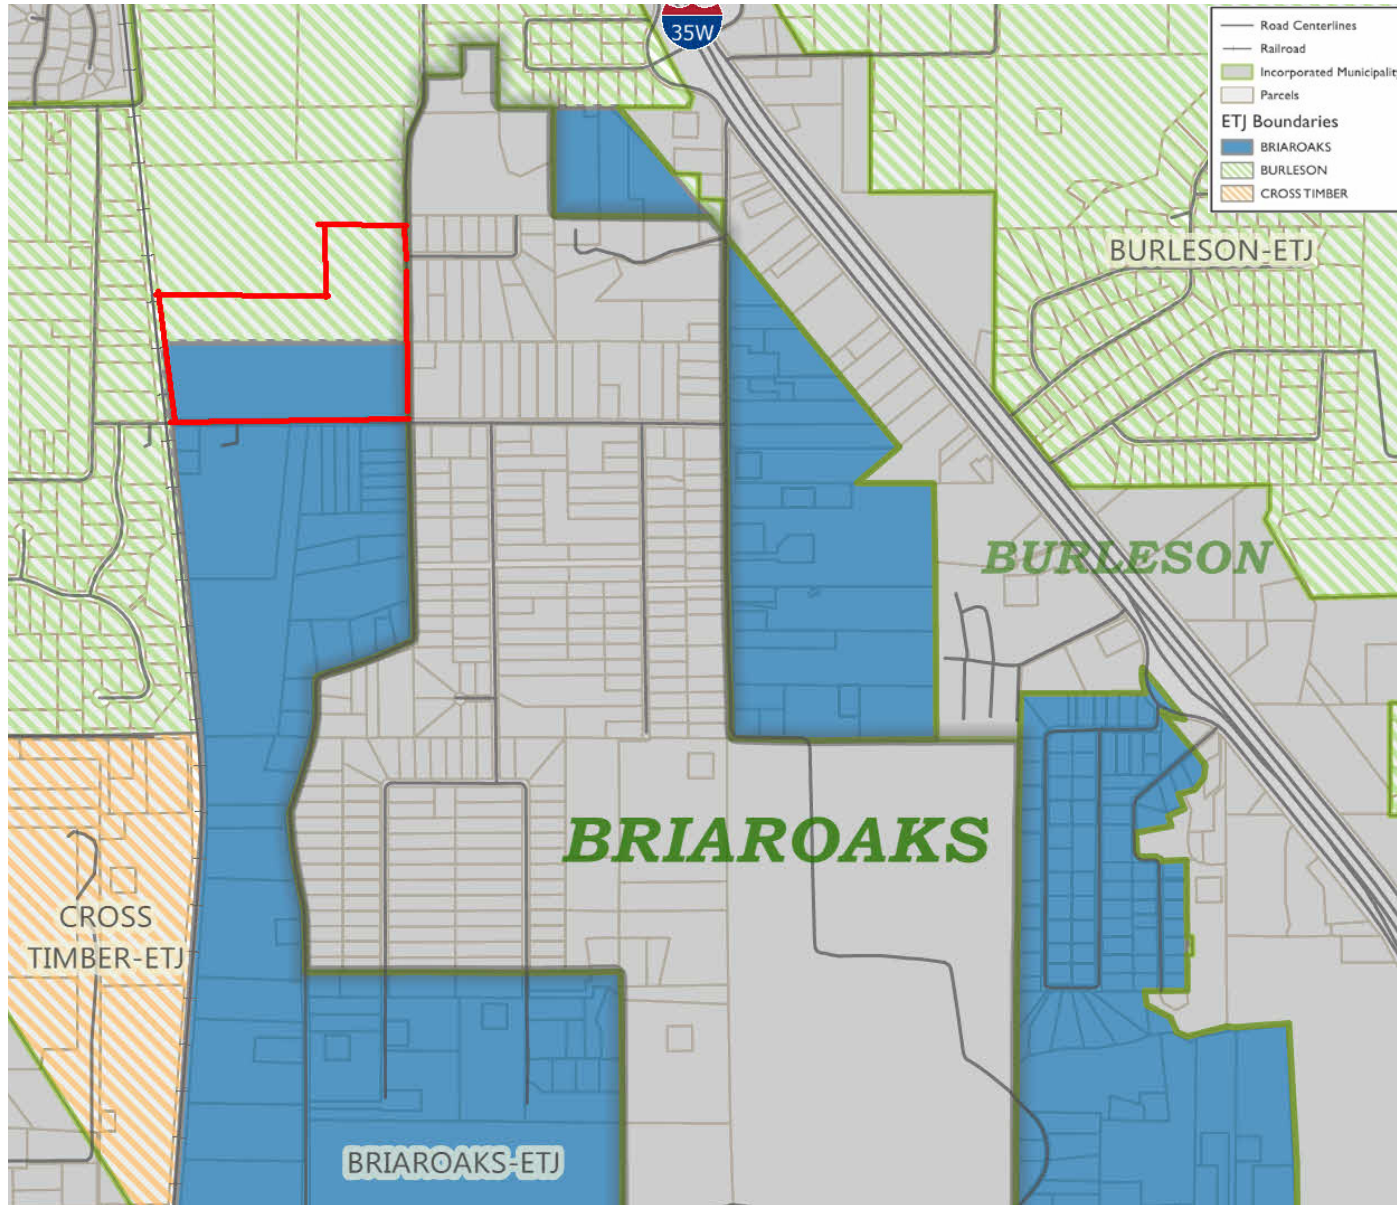 35W
Road Centerlines
Railroad
Incorporated Municipalit
Parcels
ETJ Boundaries
BRIAROAKS
BURLESON
CROSS TIMBER
BURLESON-ETJ
BURLESON
BRIAROAKS
CROSS
TIMBER-ETJ
BRIAROAKS-ETJ